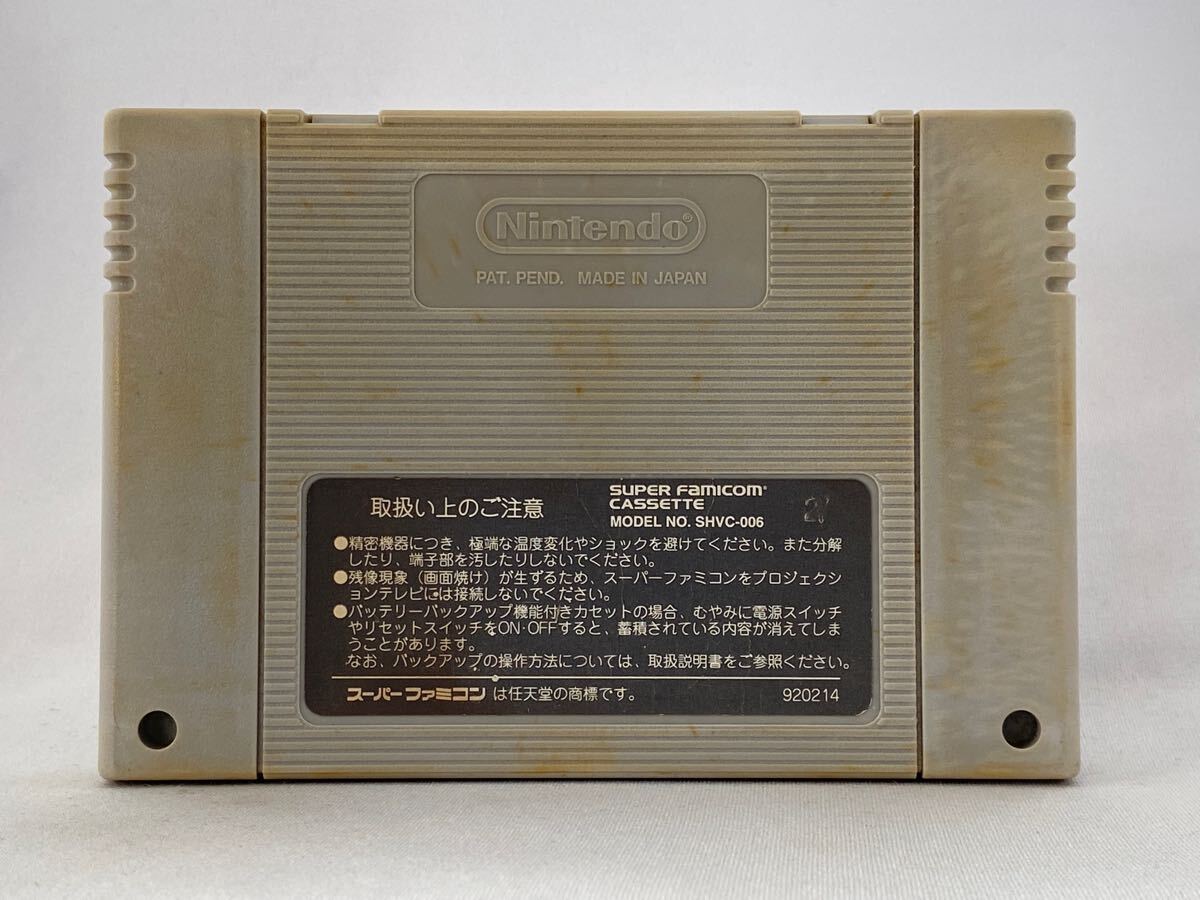 Nintendo®
PAT. PEND. MADE IN JAPAN
取扱い上のご注意
SUPER FAMICOM®
CASSETTE
MODEL NO. SHVC-006
●精密機器につき、極端な温度変化やショックを避けてください。また分解
したり、端子部を汚したりしないでください。
●残像現象（画面焼け）が生ずるため、スーパーファミコンをプロジェクシ
ョンテレビには接続しないでください。
●バッテリーバックアップ機能付きカセットの場合、むやみに電源スイッチ
やリセットスイッチをON·OFFすると、蓄積されている内容が消えてしま
うことがあります。
なお、バックアップの操作方法については、取扱説明書をご参照ください。
スーパーファミコンは任天堂の商標です。
920214